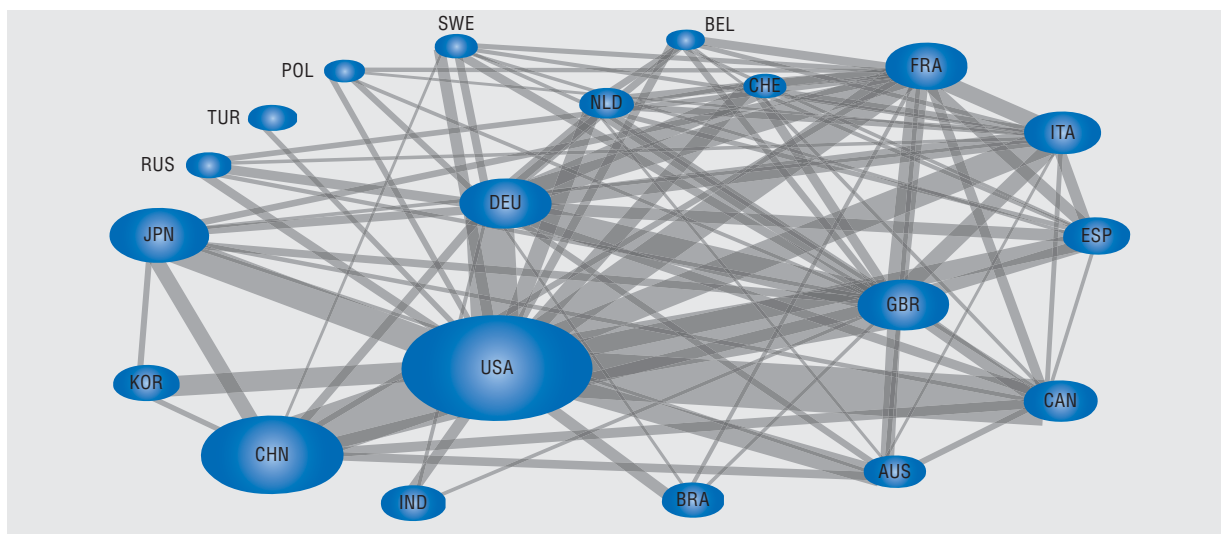 SWE
BEL
POL
FRA
CHE
NLD
TUR
ITA
RUS
DEU
JPN
ESP
GBR
USA
KOR
CAN
CHN
AUS
IND
BRA